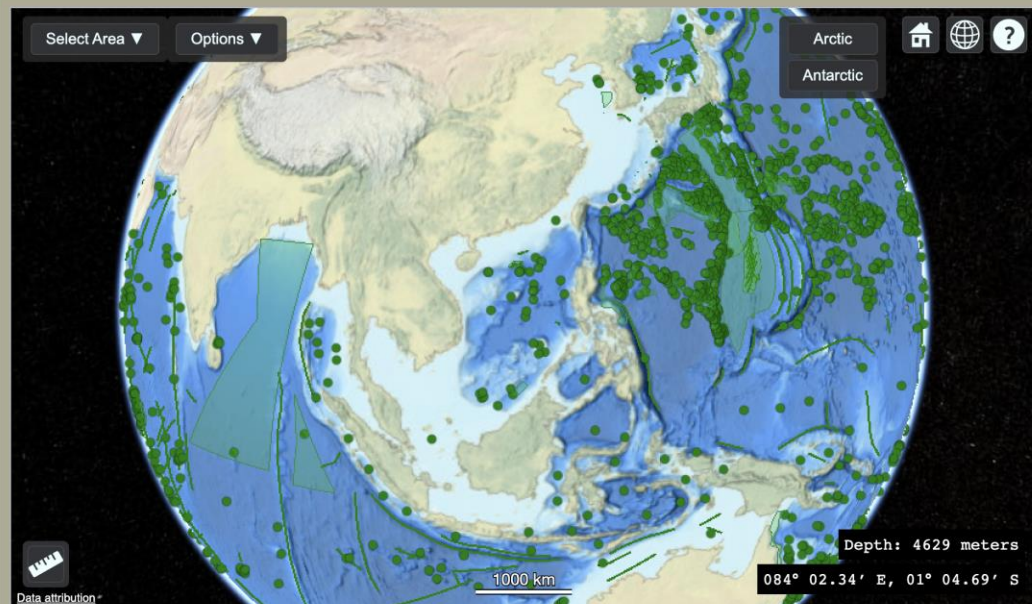 Select Area ▼
Options ▼
Arctic
Antarctic
?
Depth: 4629 meters
084° 02.34′ E, 01° 04.69′ S
1000 km
Data attribution